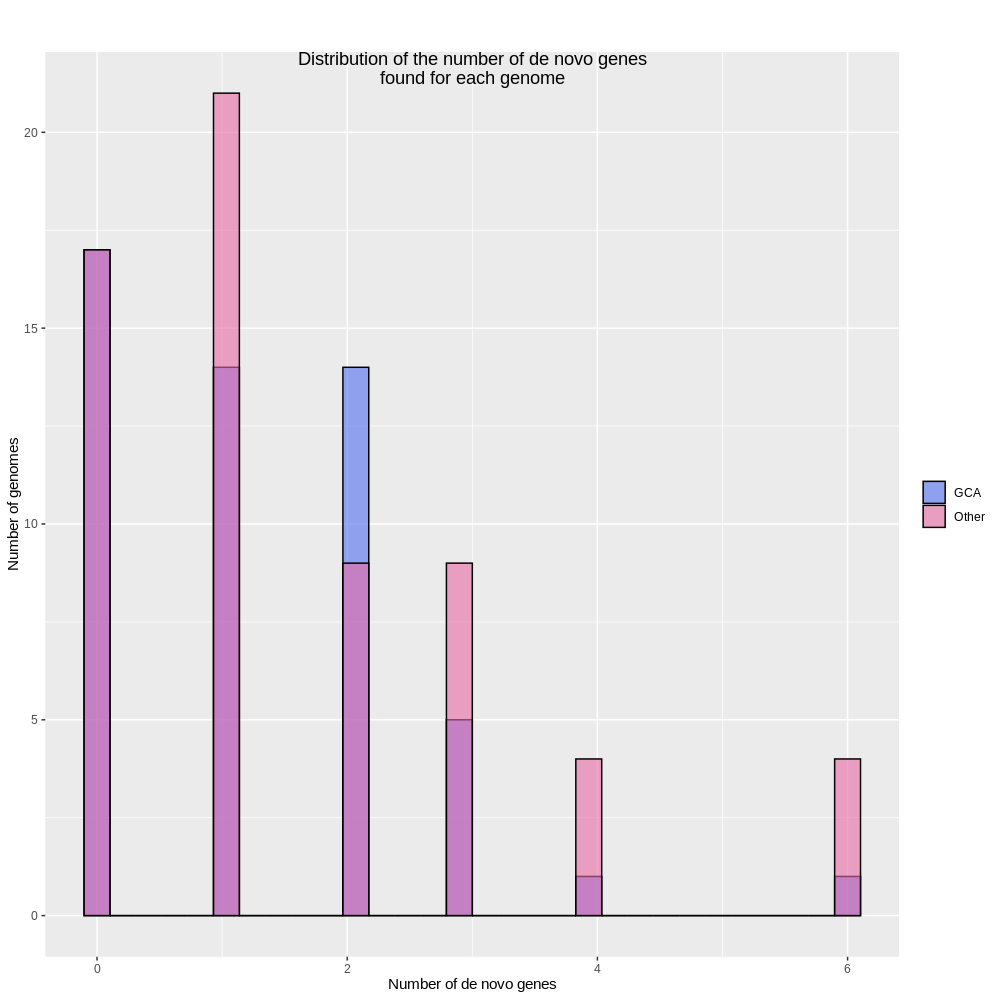 Distribution of the number of de novo genes
found for each genome
Number of genomes
20
15
10
5
0
0 2 4 6
Number of de novo genes
GCA
Other